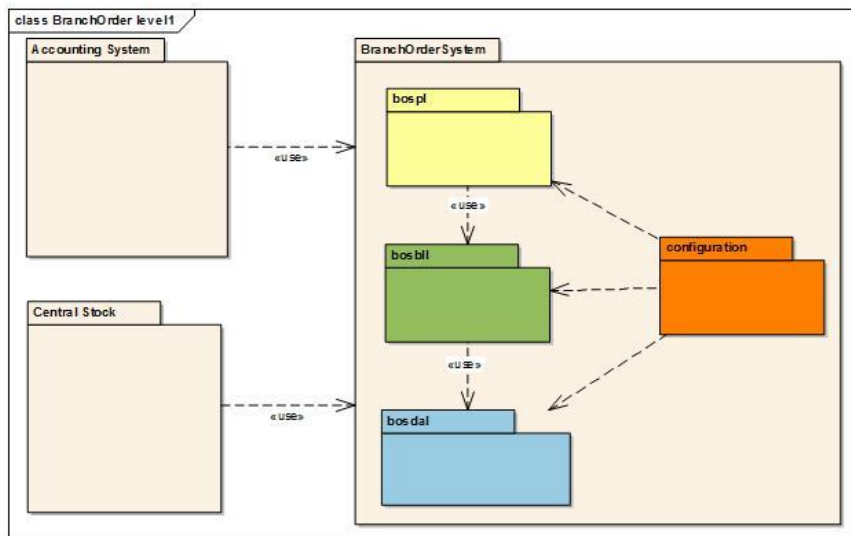 class BranchOrder level1
Accounting System
BranchOrderSystem
bospl
«use»
«use»
bosbll
configuration
Central Stock
«use»
«use»
bosdal